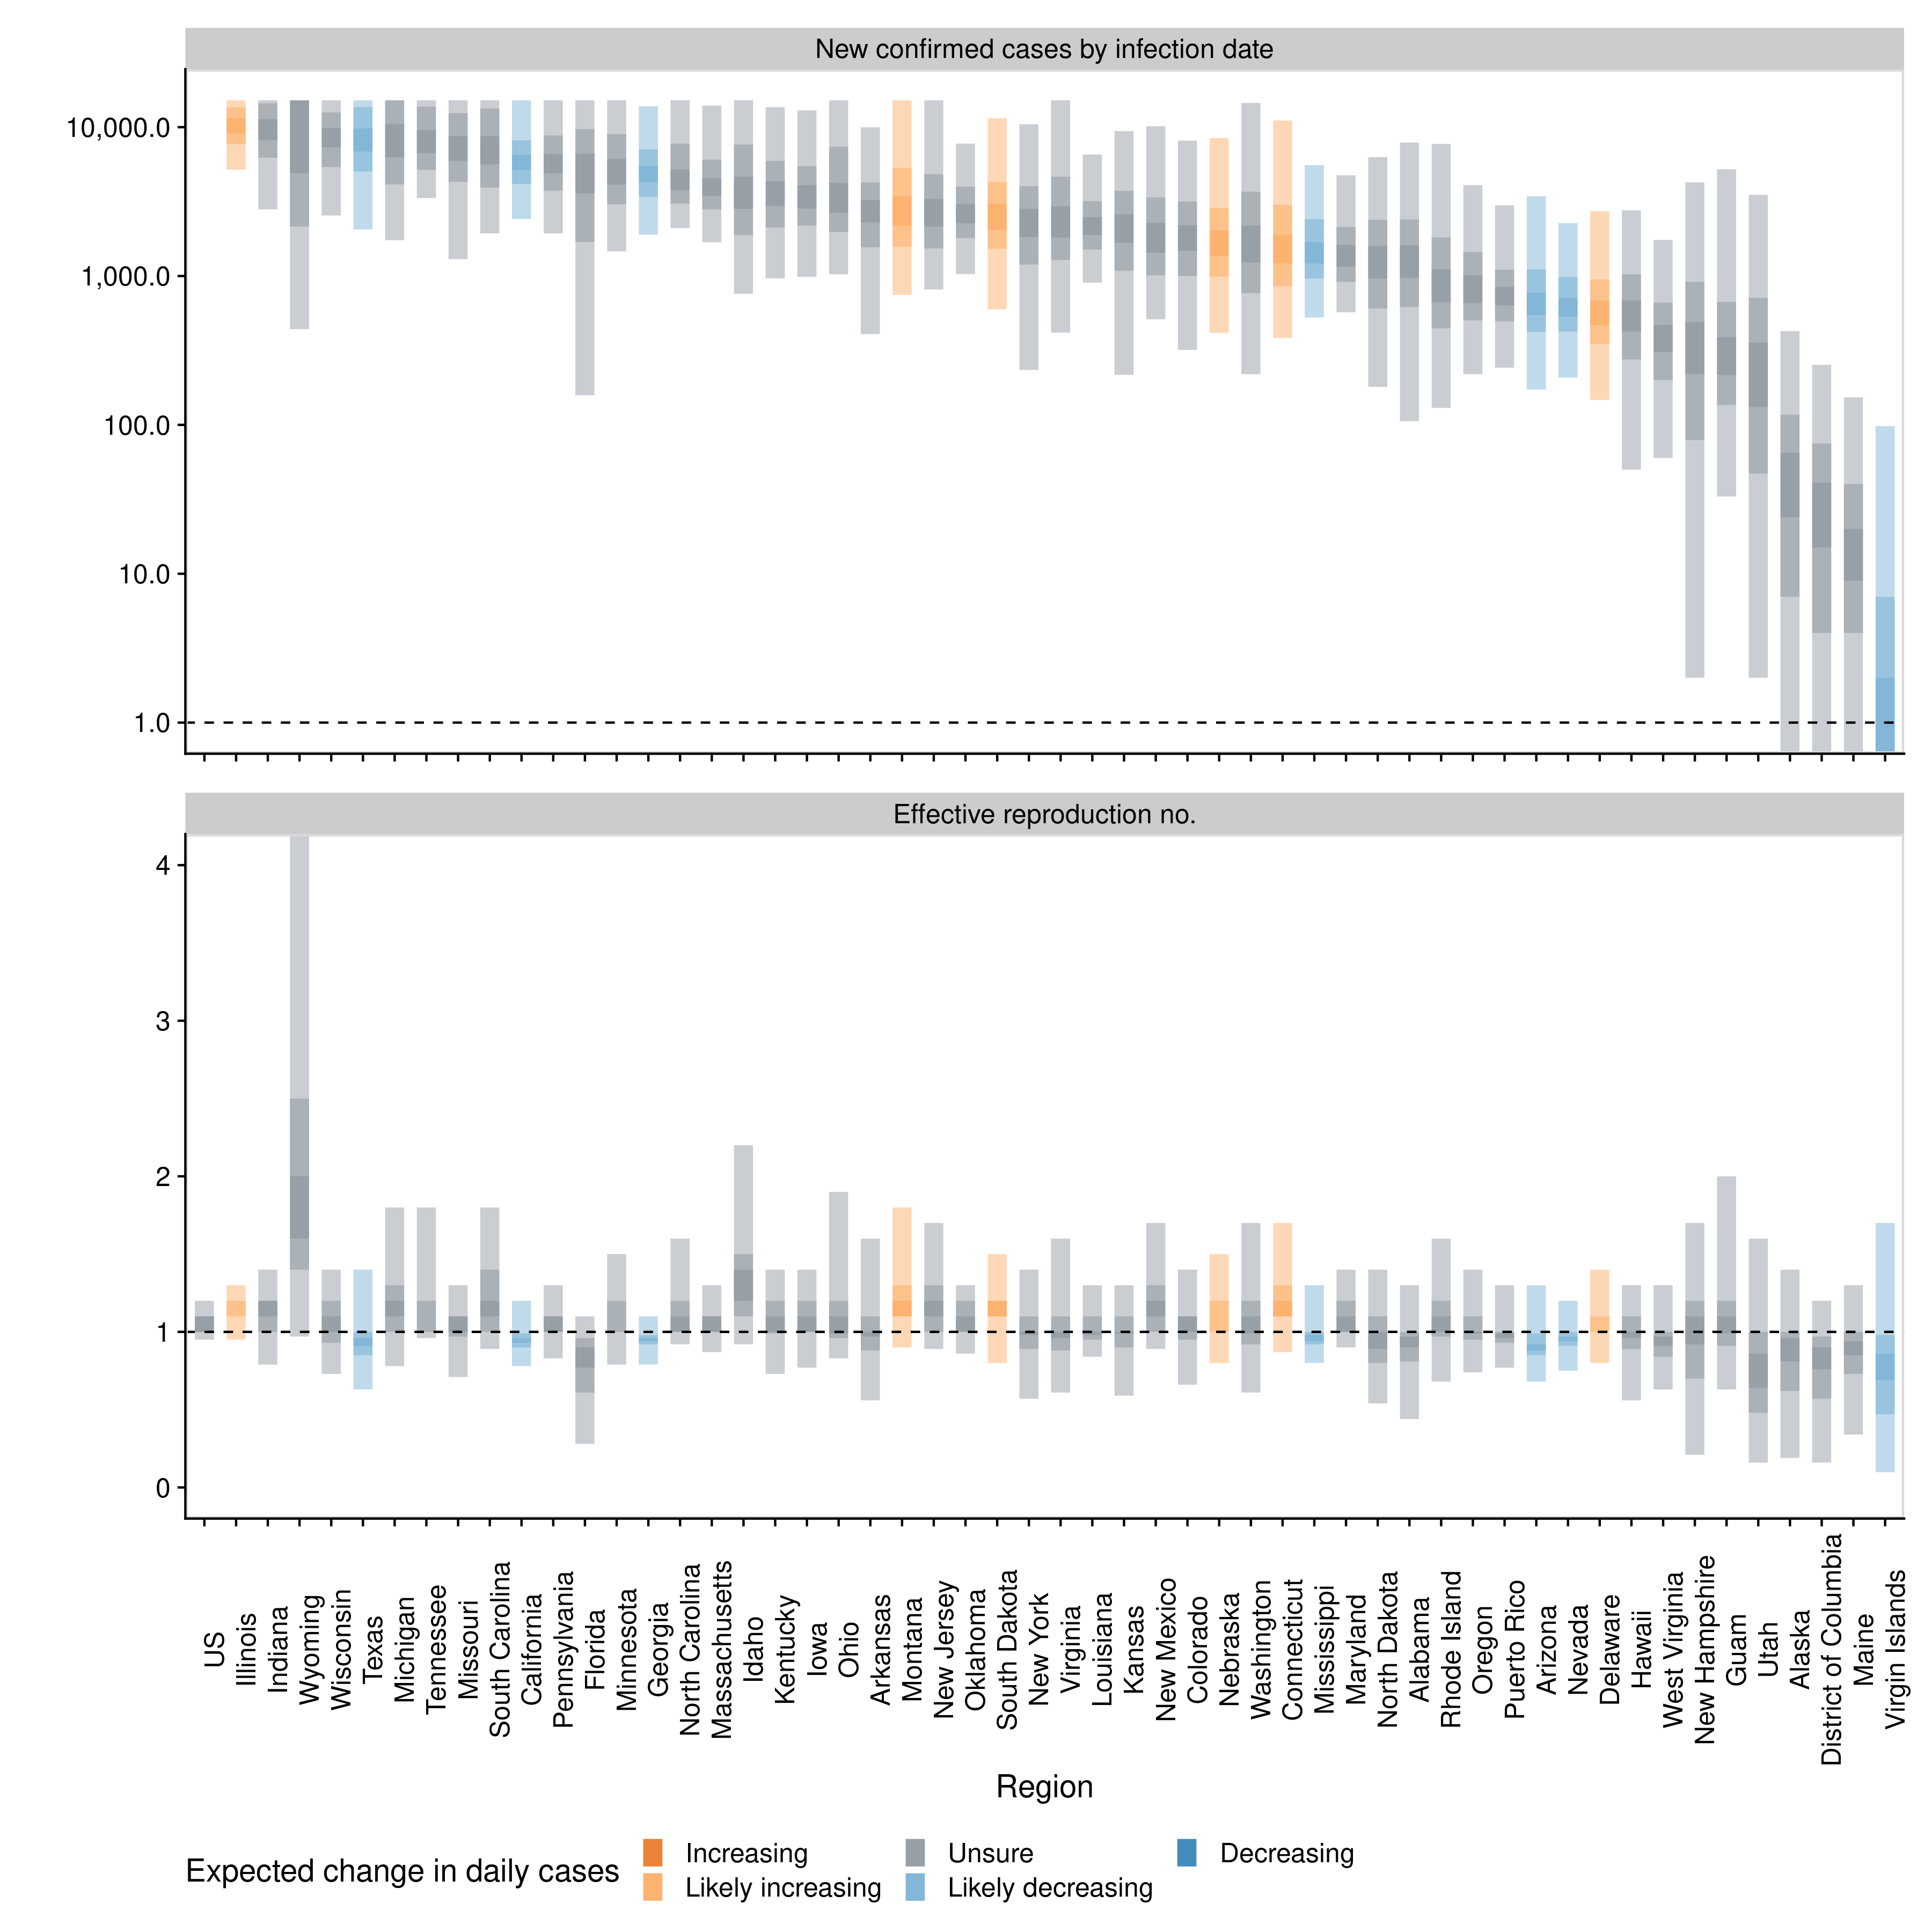 New confirmed cases by infection date
10,000.0
1,000.0
100.0
10.0
1.0
Effective reproduction no.
4
3
2
1
0
US
Illinois
Indiana
Wyoming
Wisconsin
Texas
Michigan
Tennessee
Missouri
South Carolina
California
Pennsylvania
Florida
Minnesota
Georgia
North Carolina
Massachusetts
Idaho
Kentucky
Iowa
Ohio
Arkansas
Montana
New Jersey
Oklahoma
South Dakota
New York
Virginia
Louisiana
Kansas
New Mexico
Colorado
Nebraska
Washington
Connecticut
Mississippi
Maryland
North Dakota
Alabama
Rhode Island
Oregon
Puerto Rico
Arizona
Nevada
Delaware
Hawaii
West Virginia
New Hampshire
Guam
Utah
Alaska
District of Columbia
Maine
Virgin Islands
Region
Expected change in daily cases
Increasing
Likely increasing
Unsure
Likely decreasing
Decreasing